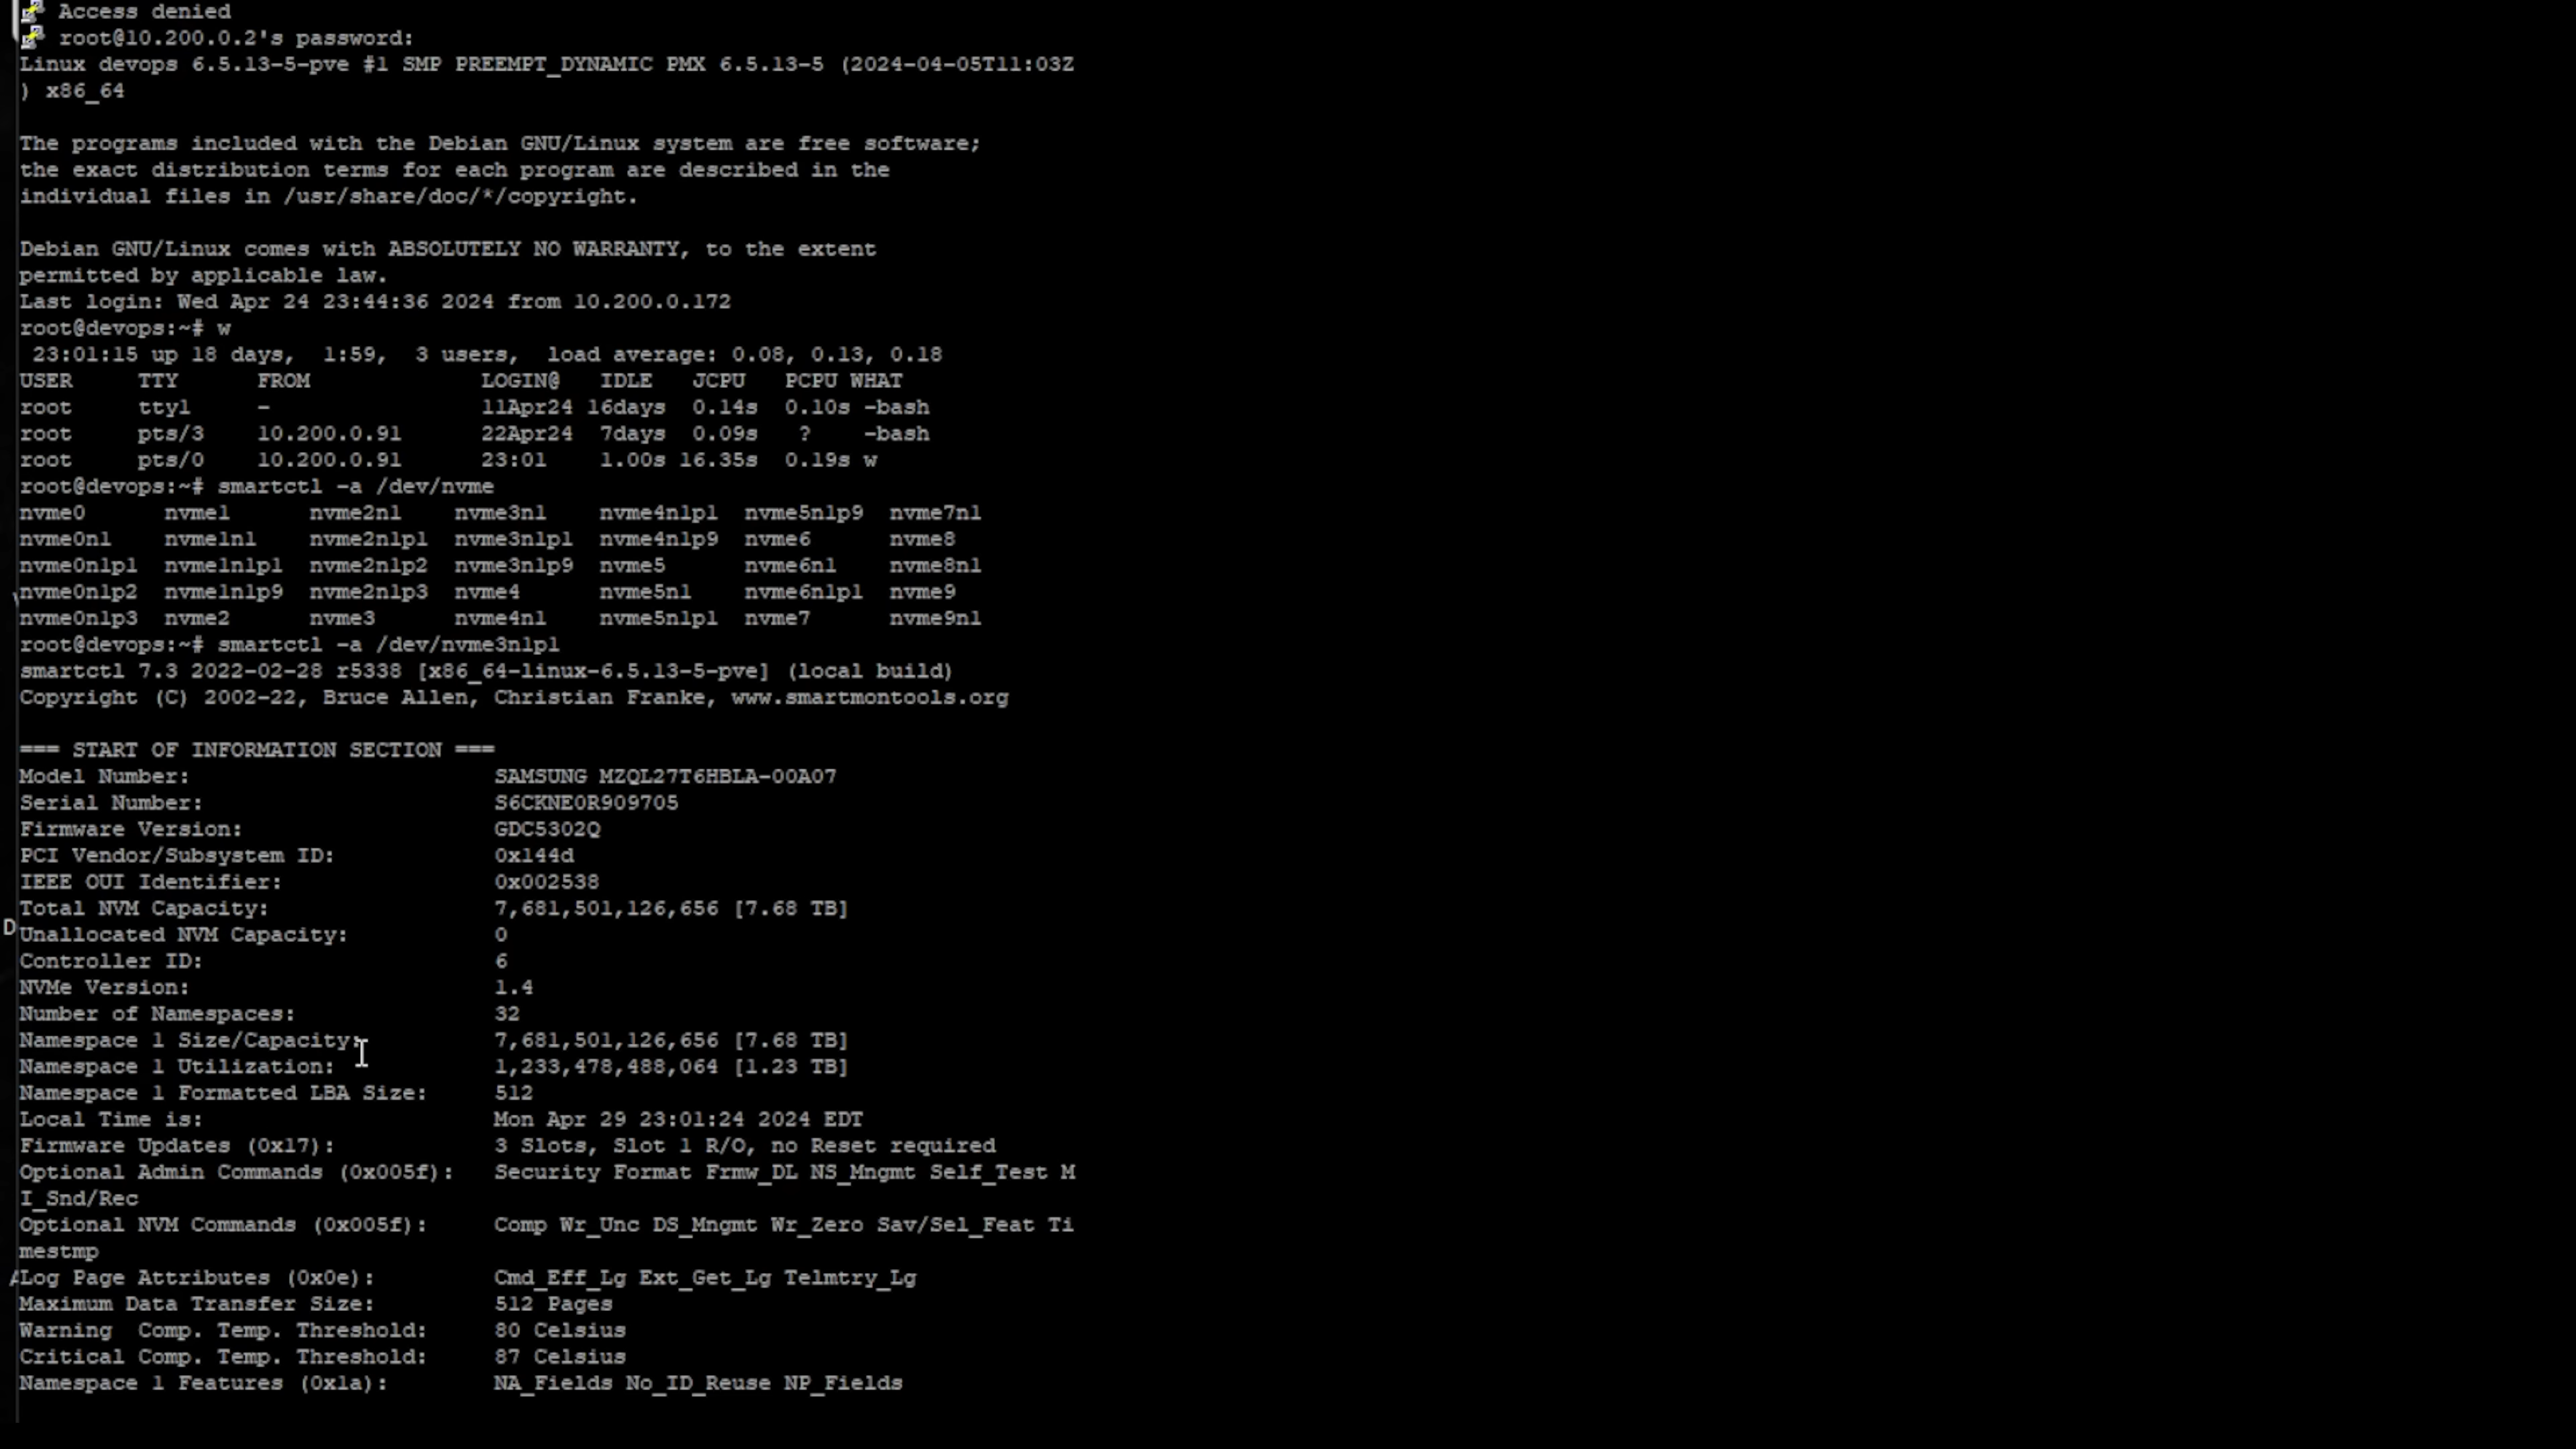 Access denied
root@10.200.0.2's password:
Linux devops 6.5.13-5-pve #1 SMP PREEMPT_DYNAMIC PMX 6.5.13-5 (2024-04-05T11:03Z
) x86_64
The programs included with the Debian GNU/Linux system are free software;
the exact distribution terms for each program are described in the
individual files in /usr/share/doc/*/copyright.
Debian GNU/Linux comes with ABSOLUTELY NO WARRANTY, to the extent
permitted by applicable law.
Last login: Wed Apr 24 23:44:36 2024 from 10.200.0.172
root@devops:~# w
 23:01:15 up 18 days,  1:59,  3 users,  load average: 0.08, 0.13, 0.18
USER     TTY      FROM             LOGIN@   IDLE   JCPU   PCPU WHAT
root     tty1     -                11Apr24 16days  0.14s  0.10s -bash
root     pts/3    10.200.0.91      22Apr24  7days  0.09s   ?    -bash
root     pts/0    10.200.0.91      23:01    1.00s 16.35s  0.19s w
root@devops:~# smartctl -a /dev/nvme
nvme0      nvme1      nvme2n1    nvme3n1    nvme4n1p1  nvme5n1p9  nvme7n1
nvme0n1    nvme1n1    nvme2n1p1  nvme3n1p1  nvme4n1p9  nvme6      nvme8
nvme0n1p1  nvme1n1p1  nvme2n1p2  nvme3n1p9  nvme5      nvme6n1    nvme8n1
nvme0n1p2  nvme1n1p9  nvme2n1p3  nvme4      nvme5n1    nvme6n1p1  nvme9
nvme0n1p3  nvme2      nvme3      nvme4n1    nvme5n1p1  nvme7      nvme9n1
root@devops:~# smartctl -a /dev/nvme3n1p1
smartctl 7.3 2022-02-28 r5338 [x86_64-linux-6.5.13-5-pve] (local build)
Copyright (C) 2002-22, Bruce Allen, Christian Franke, www.smartmontools.org
=== START OF INFORMATION SECTION ===
Model Number:                       SAMSUNG MZQL27T6HBLA-00A07
Serial Number:                      S6CKNE0R909705
Firmware Version:                   GDC5302Q
PCI Vendor/Subsystem ID:            0x144d
IEEE OUI Identifier:                0x002538
Total NVM Capacity:                 7,681,501,126,656 [7.68 TB]
Unallocated NVM Capacity:           0
Controller ID:                      6
NVMe Version:                       1.4
Number of Namespaces:               32
Namespace 1 Size/Capacity:          7,681,501,126,656 [7.68 TB]
Namespace 1 Utilization:            1,233,478,488,064 [1.23 TB]
Namespace 1 Formatted LBA Size:     512
Local Time is:                      Mon Apr 29 23:01:24 2024 EDT
Firmware Updates (0x17):            3 Slots, Slot 1 R/O, no Reset required
Optional Admin Commands (0x005f):   Security Format Frmw_DL NS_Mngmt Self_Test M
I_Snd/Rec
Optional NVM Commands (0x005f):     Comp Wr_Unc DS_Mngmt Wr_Zero Sav/Sel_Feat Ti
mestmp
Log Page Attributes (0x0e):         Cmd_Eff_Lg Ext_Get_Lg Telmtry_Lg
Maximum Data Transfer Size:         512 Pages
Warning  Comp. Temp. Threshold:     80 Celsius
Critical Comp. Temp. Threshold:     87 Celsius
Namespace 1 Features (0x1a):        NA_Fields No_ID_Reuse NP_Fields